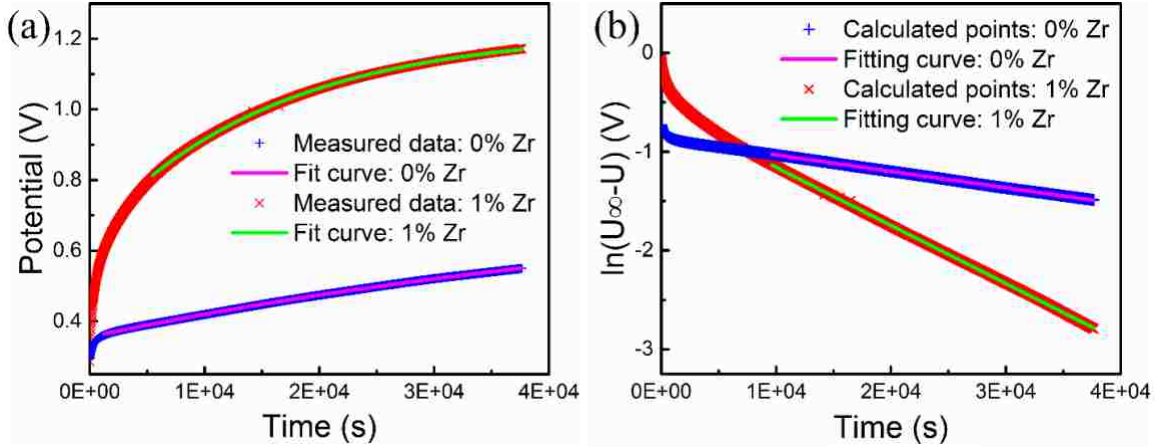 (a)
1.2
1.0
0.8
0.6
0.4
Potential (V)
+ Measured data: 0% Zr
Fit curve: 0% Zr
× Measured data: 1% Zr
Fit curve: 1% Zr
0E+00 1E+04 2E+04 3E+04 4E+04
Time (s)
(b)
0
-1
-2
-3
ln(U∞-U) (V)
+ Calculated points: 0% Zr
Fitting curve: 0% Zr
× Calculated points: 1% Zr
Fitting curve: 1% Zr
0E+00 1E+04 2E+04 3E+04 4E+04
Time (s)